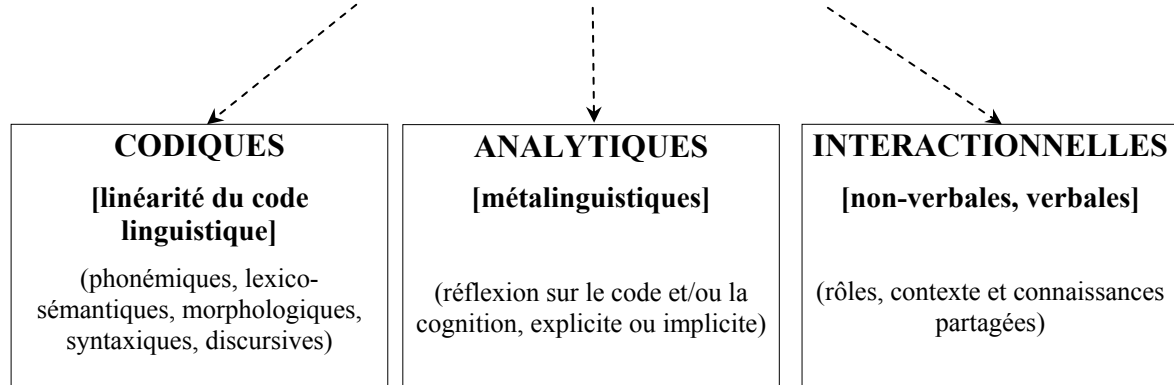 CODIQUES
[linéarité du code
linguistique]
(phonémiques, lexico-
sémantiques, morphologiques,
syntaxiques, discursives)
ANALYTIQUES
[métalinguistiques]
(réflexion sur le code et/ou la
cognition, explicite ou implicite)
INTERACTIONNELLES
[non-verbales, verbales]
(rôles, contexte et connaissances
partagées)